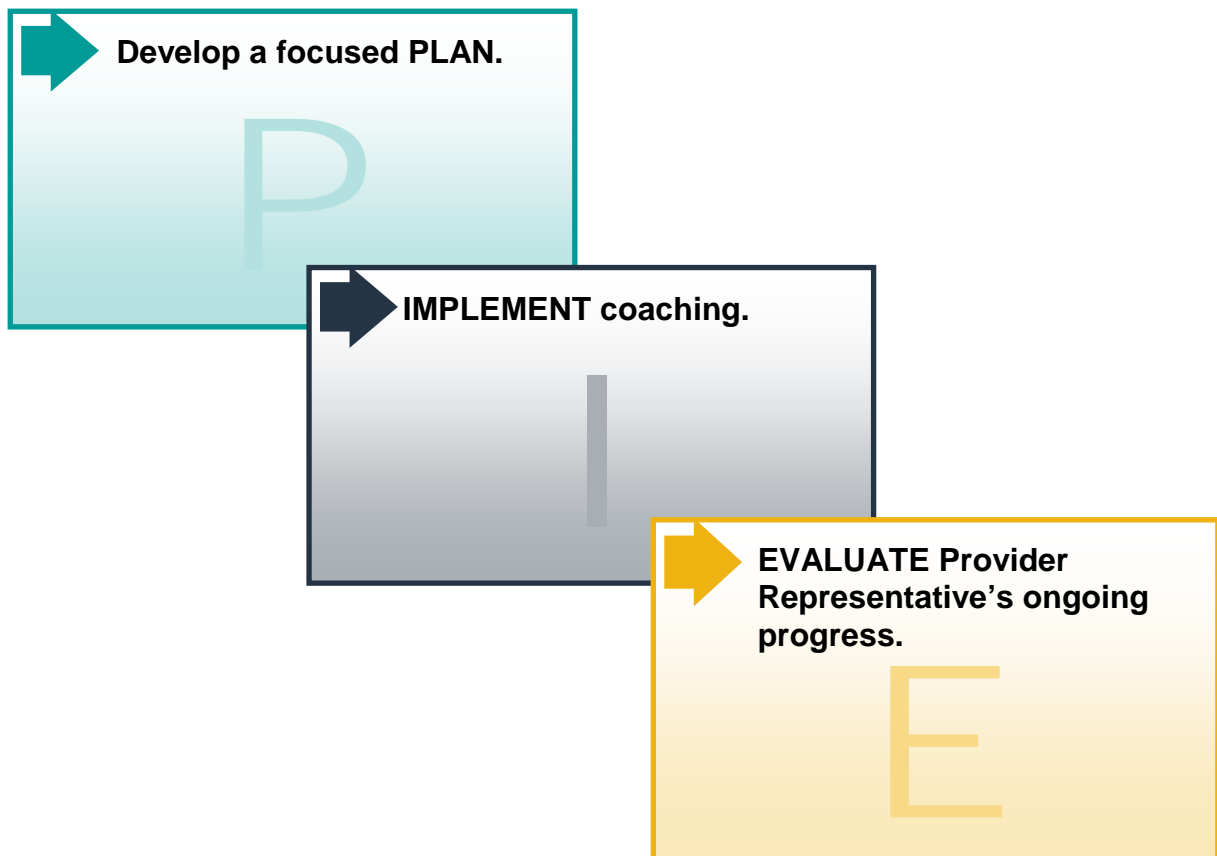 Develop a focused PLAN.
P
IMPLEMENT coaching.
I
EVALUATE Provider
Representative’s ongoing
progress.
E